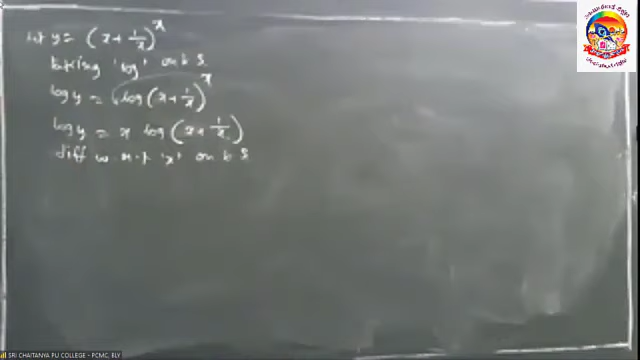 let y = (x + 1/x)^x
taking 'log' on b s
log y = log (x + 1/x)^x
log y = x log (x + 1/x)
diff w.r.t 'x' on b s
SRI CHAITANYA PU COLLEGE - PCMC, BLY